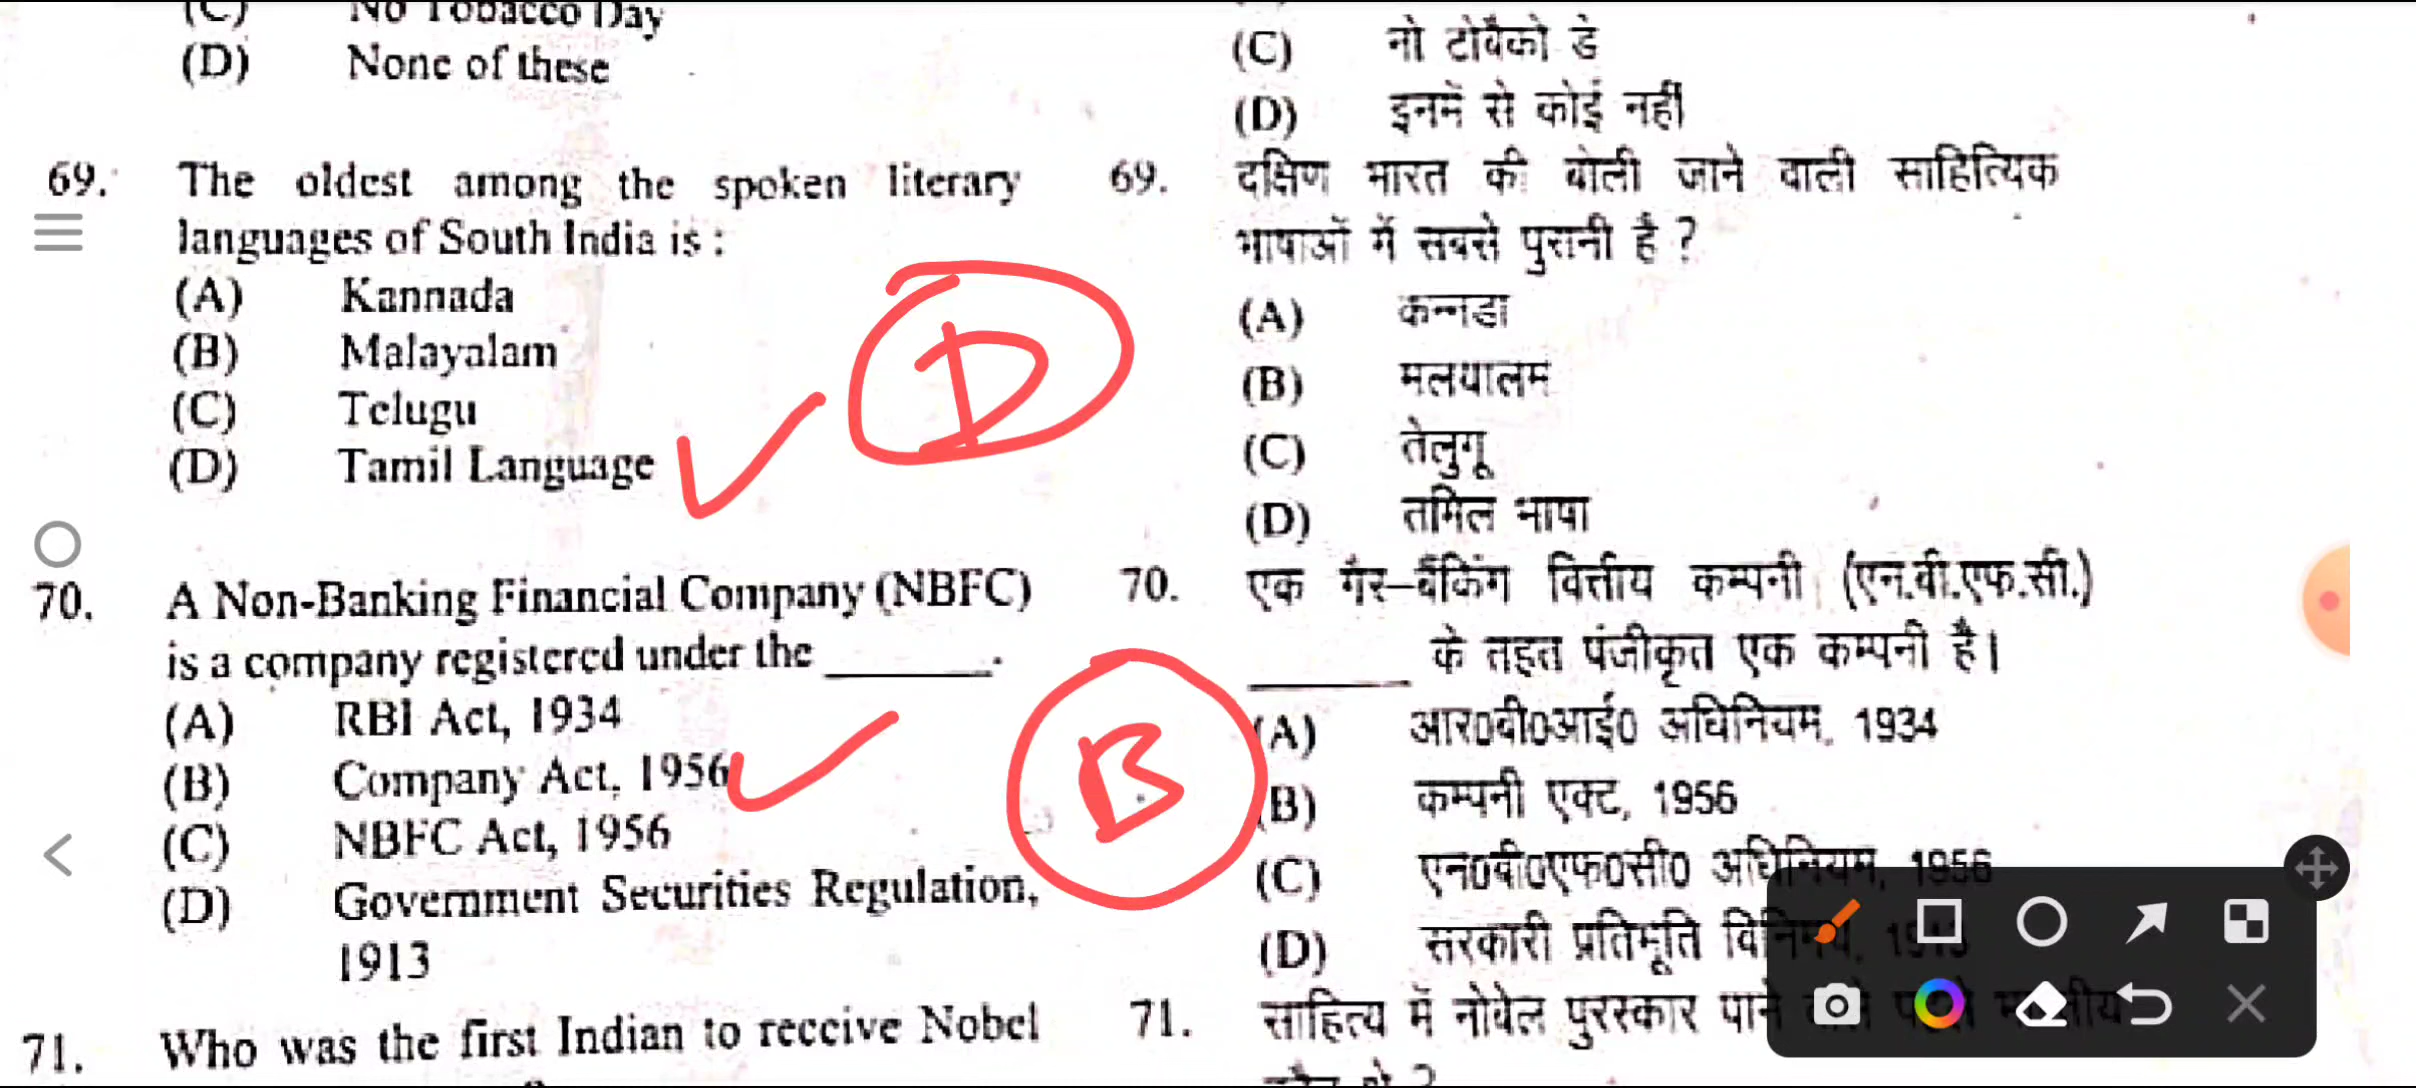 (C) No Tobacco Day
(D) None of these
69. The oldest among the spoken literary
languages of South India is :
(A) Kannada
(B) Malayalam
(C) Telugu
(D) Tamil Language
D
70. A Non-Banking Financial Company (NBFC)
is a company registered under the ______.
(A) RBI Act, 1934
(B) Company Act, 1956
(C) NBFC Act, 1956
(D) Government Securities Regulation,
1913
B
71. Who was the first Indian to receive Nobel
(C) नो टोबैको डे
(D) इनमें से कोई नहीं
69. दक्षिण भारत की बोली जाने वाली साहित्यिक
भाषाओं में सबसे पुरानी है ?
(A) कन्नडा
(B) मलयालम
(C) तेलुगू
(D) तमिल भाषा
70. एक गैर–बैंकिंग वित्तीय कम्पनी (एन.बी.एफ.सी.)
______ के तहत पंजीकृत एक कम्पनी है।
(A) आर0बी0आई0 अधिनियम, 1934
(B) कम्पनी एक्ट, 1956
(C) एन0बी0एफ0सी0 अधिनियम, 1956
(D) सरकारी प्रतिभूति
71. साहित्य में नोबेल पुरस्कार पाने